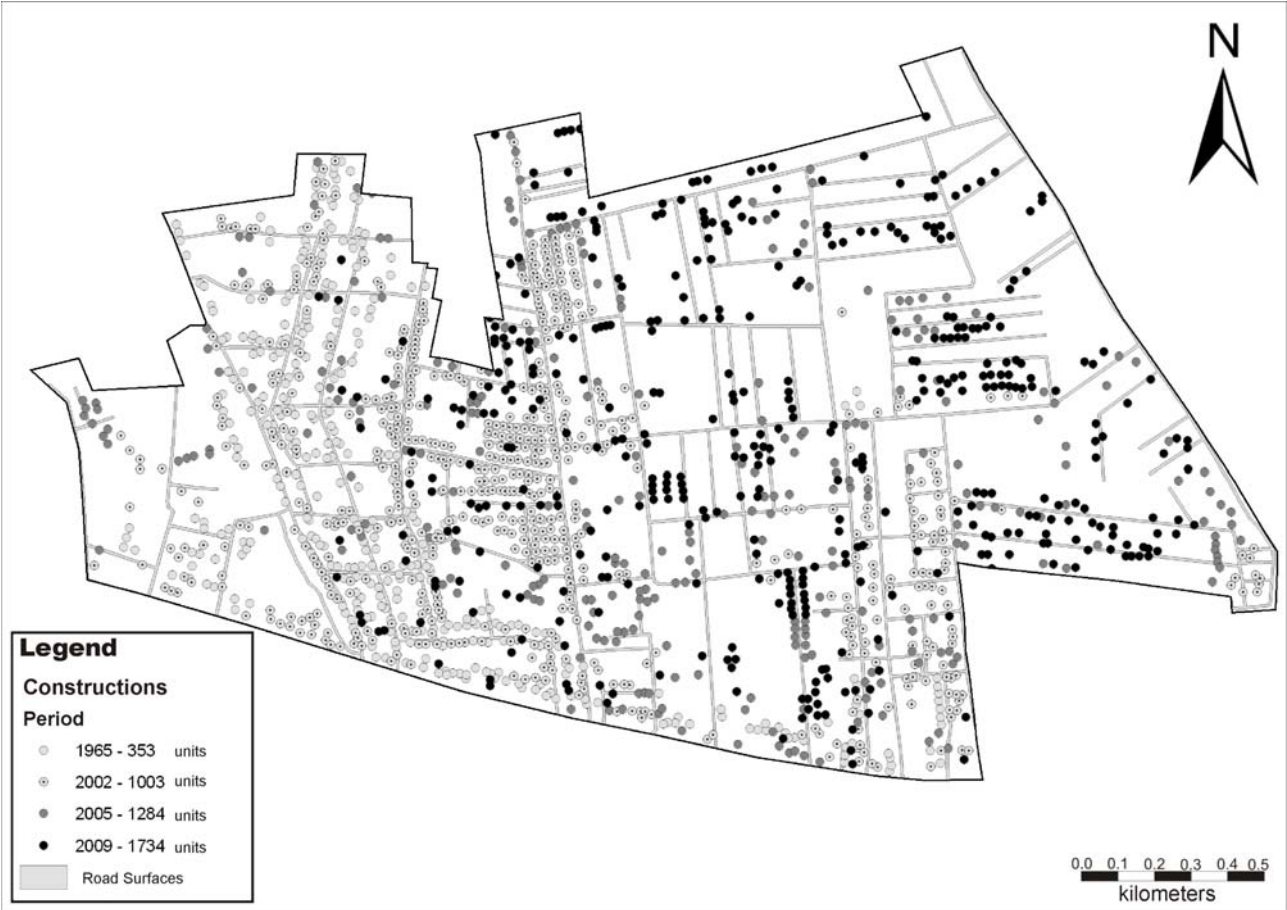 N
Legend
Constructions
Period
1965 - 353 units
2002 - 1003 units
2005 - 1284 units
2009 - 1734 units
Road Surfaces
0.0 0.1 0.2 0.3 0.4 0.5
kilometers